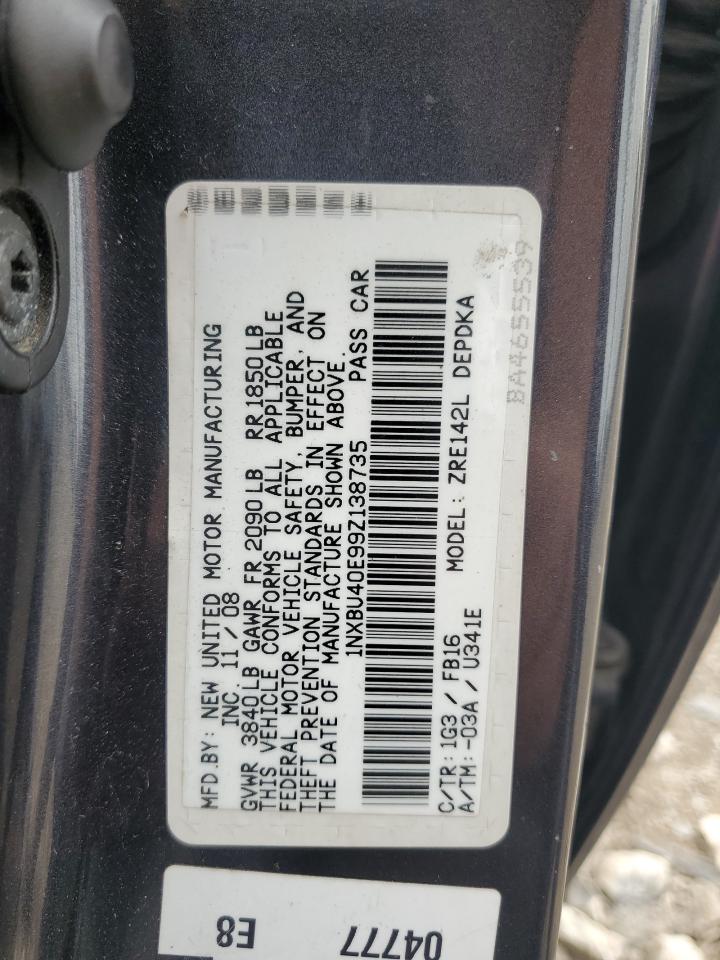 MFD.BY: NEW UNITED MOTOR MANUFACTURING
INC. 11/08
GVWR 3840LB GAWR FR 2090LB RR 1850LB
THIS VEHICLE CONFORMS TO ALL APPLICABLE
FEDERAL MOTOR VEHICLE SAFETY, BUMPER, AND
THEFT PREVENTION STANDARDS IN EFFECT ON
THE DATE OF MANUFACTURE SHOWN ABOVE.
1NXBU40E99Z138735 PASS CAR
C/TR: 1G3 / FB16 MODEL: ZRE142L DEPDKA
A/TM: -03A / U341E
BA4655539
04777
E8